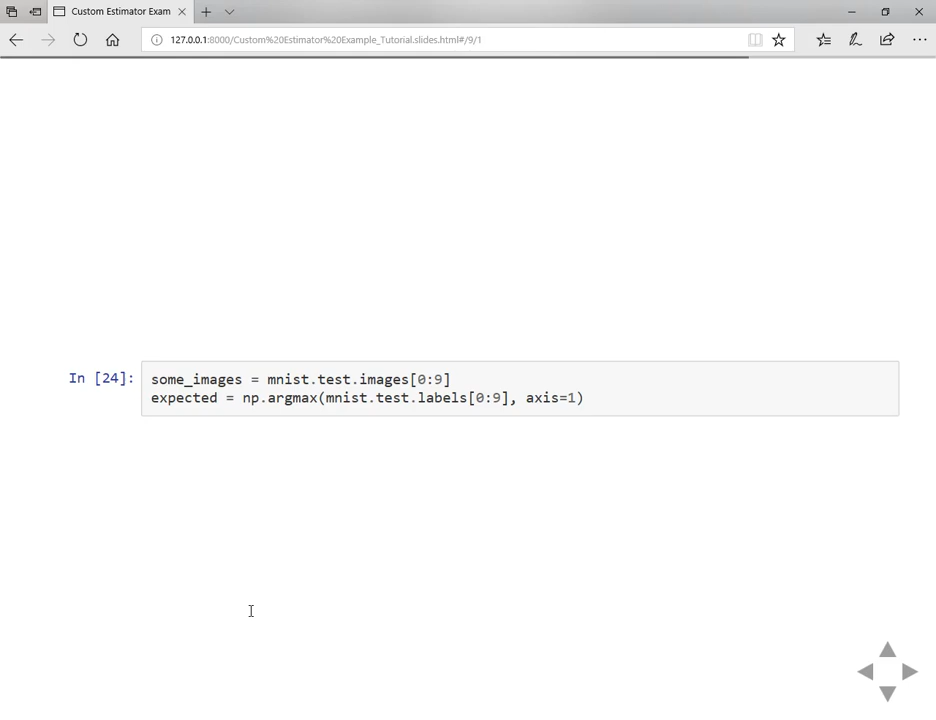 Custom Estimator Exam
127.0.0.1:8000/Custom%20Estimator%20Example_Tutorial.slides.html#/9/1
In [24]:
some_images = mnist.test.images[0:9]
expected = np.argmax(mnist.test.labels[0:9], axis=1)